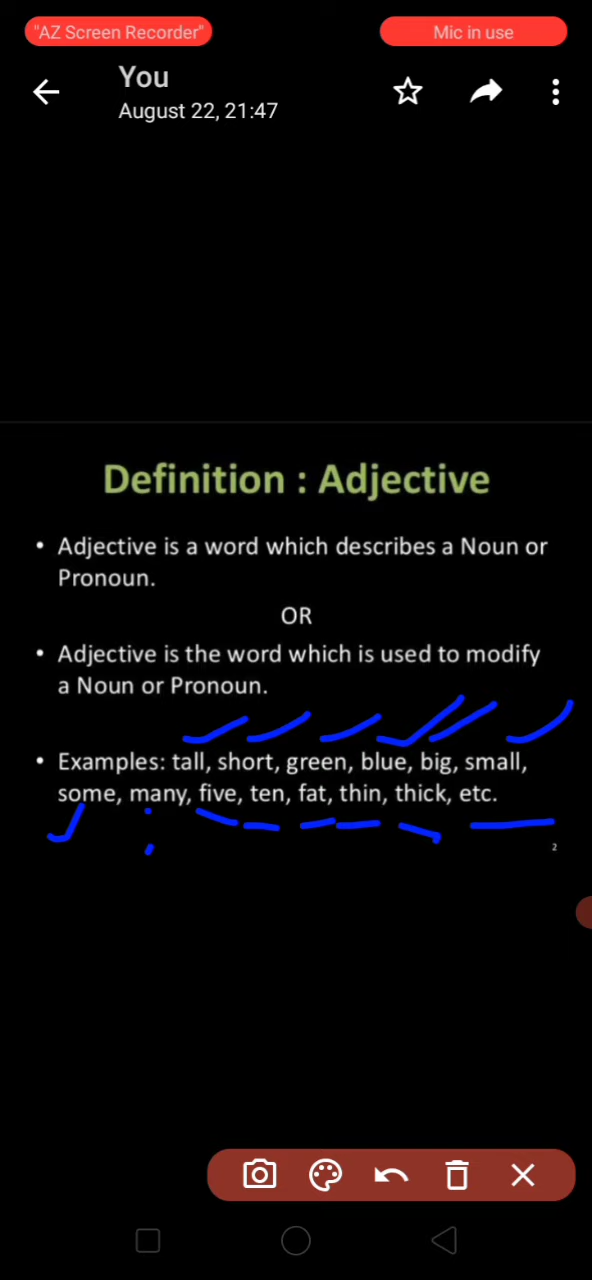 "AZ Screen Recorder"
Mic in use
You
August 22, 21:47
Definition : Adjective
• Adjective is a word which describes a Noun or
Pronoun.
OR
• Adjective is the word which is used to modify
a Noun or Pronoun.
• Examples: tall, short, green, blue, big, small,
some, many, five, ten, fat, thin, thick, etc.
2